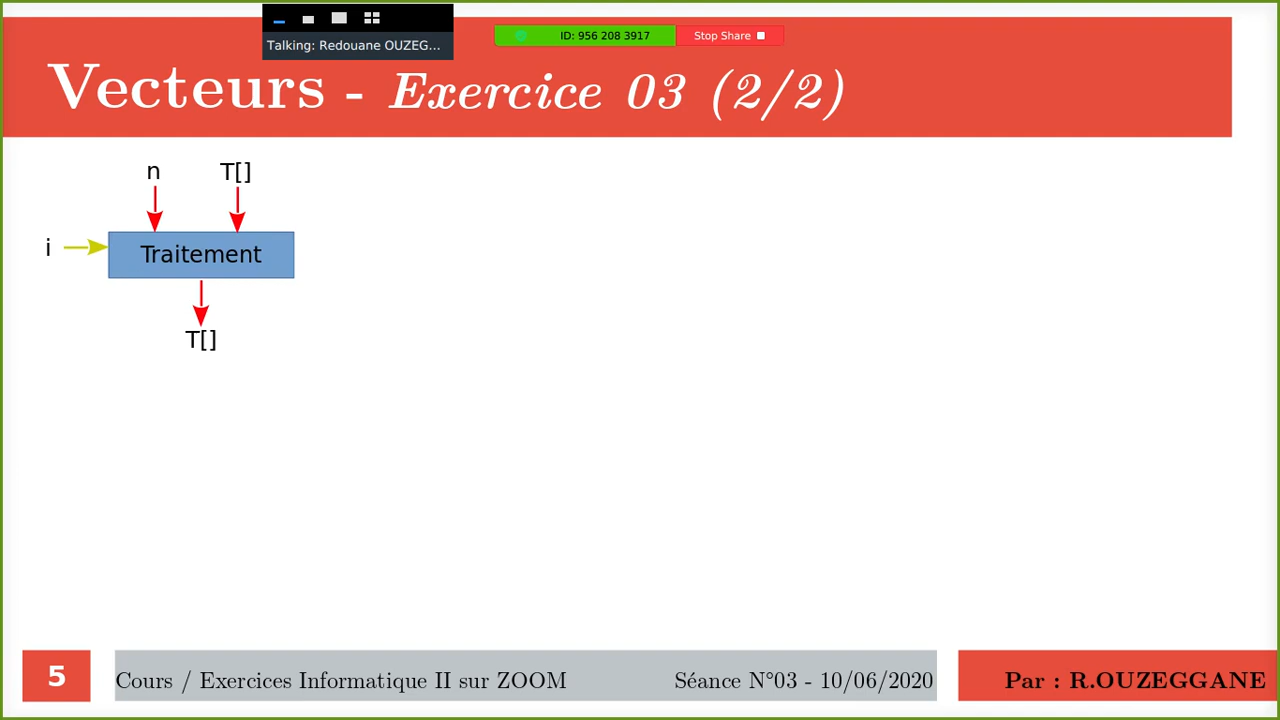 Talking: Redouane OUZEG...
ID: 956 208 3917
Stop Share
Vecteurs - Exercice 03 (2/2)
n T[]
i
Traitement
T[]
5
Cours / Exercices Informatique II sur ZOOM
Séance N°03 - 10/06/2020
Par : R.OUZEGGANE